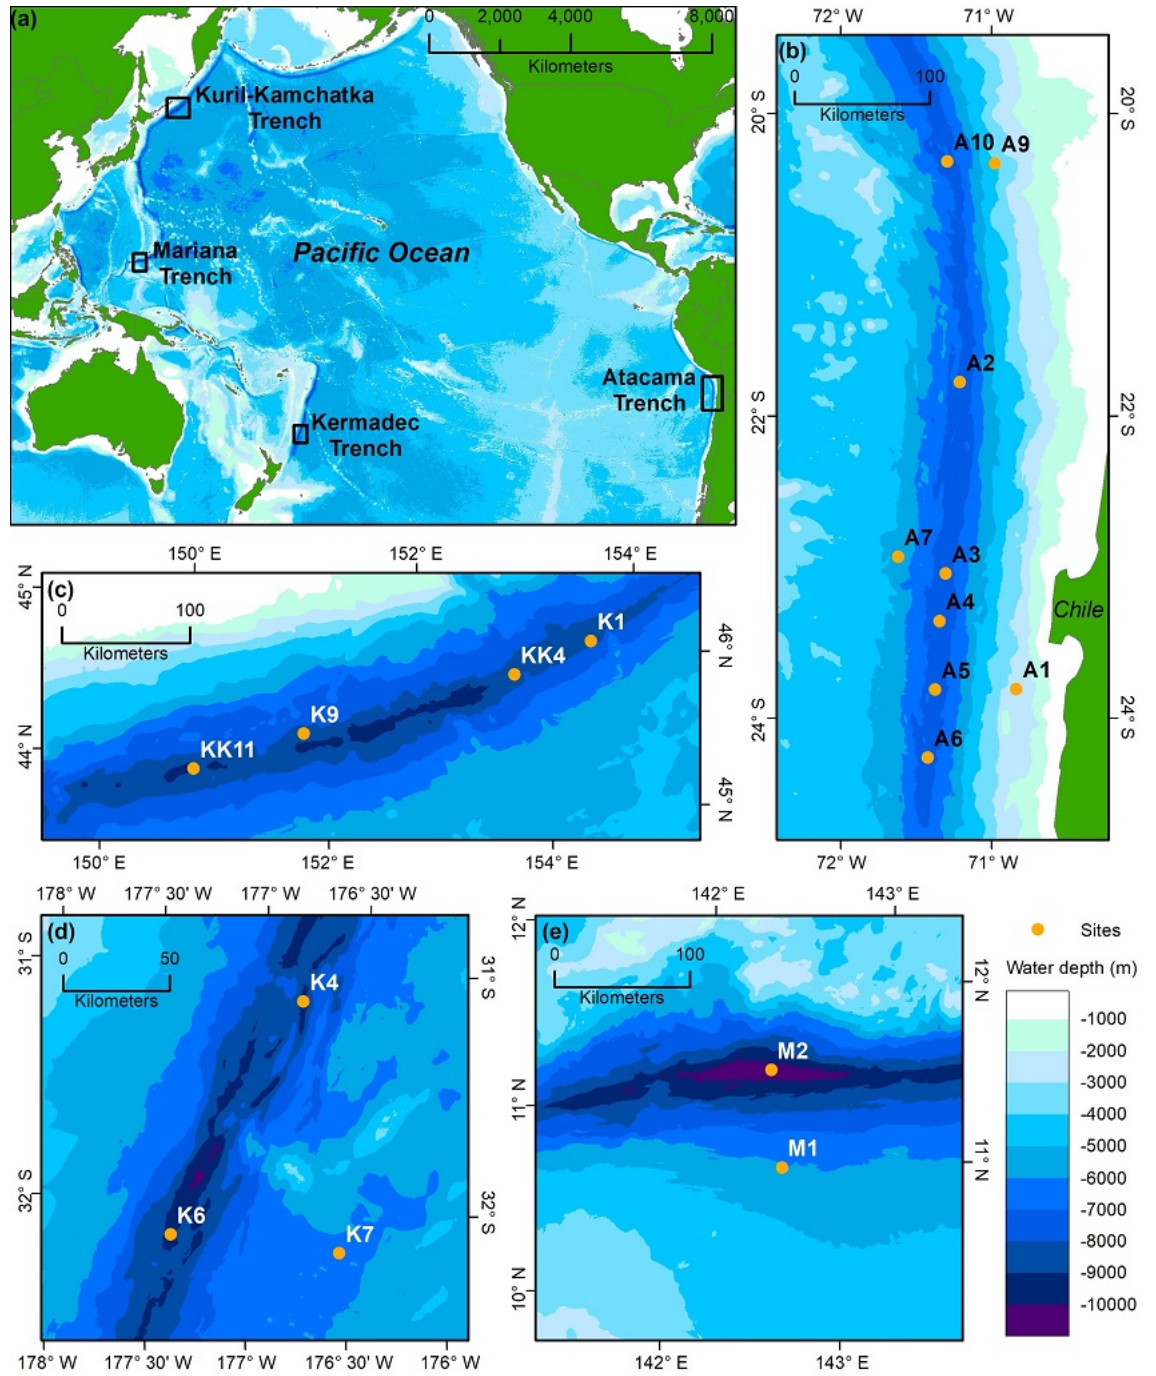 (a)
0 2,000 4,000 8,000
Kilometers
Kuril-Kamchatka
Trench
Mariana
Trench
Pacific Ocean
Atacama
Trench
Kermadec
Trench
72° W 71° W
(b)
0 100
Kilometers
20° S 20° S
A10 A9
A2
22° S 22° S
A7
A3
A4
Chile
A5 A1
24° S 24° S
A6
72° W 71° W
150° E 152° E 154° E
45° N
(c)
0 100
Kilometers
K1
46° N
KK4
K9
44° N
KK11
45° N
150° E 152° E 154° E
178° W 177° 30' W 177° W 176° 30' W
(d)
31° S
0 50
Kilometers
K4
31° S
32° S
K6
32° S
K7
178° W 177° 30' W 177° W 176° 30' W 176° W
142° E 143° E
12° N
(e)
0 100
Kilometers
12° N
M2
11° N
M1
11° N
10° N
142° E 143° E
Sites
Water depth (m)
-1000
-2000
-3000
-4000
-5000
-6000
-7000
-8000
-9000
-10000